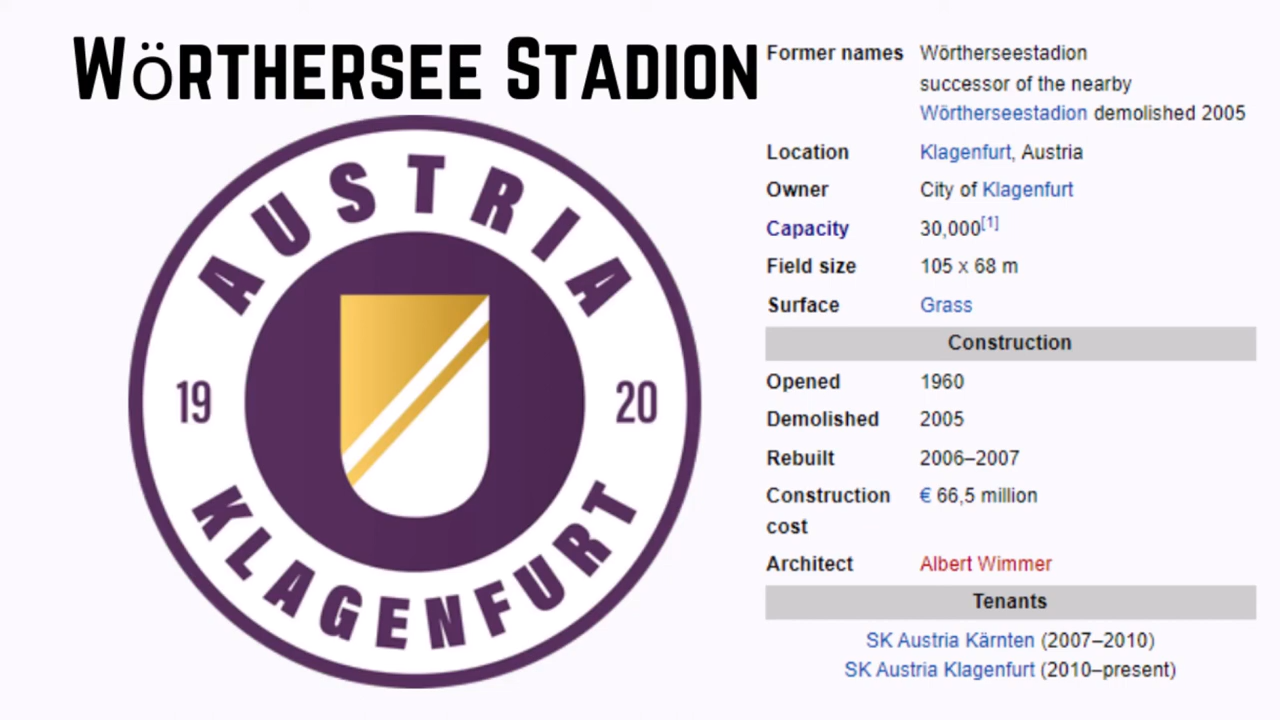 WÖRTHERSEE STADION
AUSTRIA
19 20
KLAGENFURT
Former names Wörtherseestadion
successor of the nearby
Wörtherseestadion demolished 2005
Location Klagenfurt, Austria
Owner City of Klagenfurt
Capacity 30,000[1]
Field size 105 x 68 m
Surface Grass
Construction
Opened 1960
Demolished 2005
Rebuilt 2006–2007
Construction € 66,5 million
cost
Architect Albert Wimmer
Tenants
SK Austria Kärnten (2007–2010)
SK Austria Klagenfurt (2010–present)